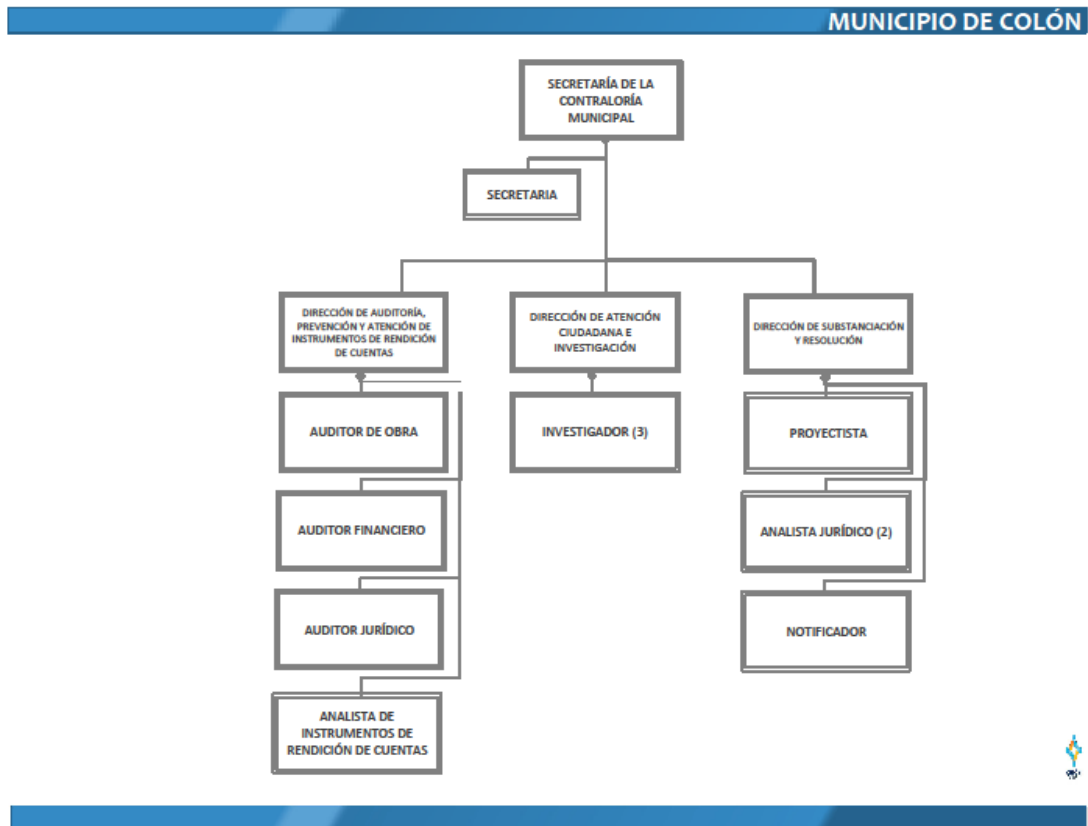 MUNICIPIO DE COLÓN
SECRETARÍA DE LA
CONTRALORÍA
MUNICIPAL
SECRETARIA
DIRECCIÓN DE AUDITORÍA,
PREVENCIÓN Y ATENCIÓN DE
INSTRUMENTOS DE RENDICIÓN
DE CUENTAS
DIRECCIÓN DE ATENCIÓN
CIUDADANA E
INVESTIGACIÓN
DIRECCIÓN DE SUBSTANCIACIÓN
Y RESOLUCIÓN
AUDITOR DE OBRA
INVESTIGADOR (3)
PROYECTISTA
AUDITOR FINANCIERO
ANALISTA JURÍDICO (2)
AUDITOR JURÍDICO
NOTIFICADOR
ANALISTA DE
INSTRUMENTOS DE
RENDICIÓN DE CUENTAS